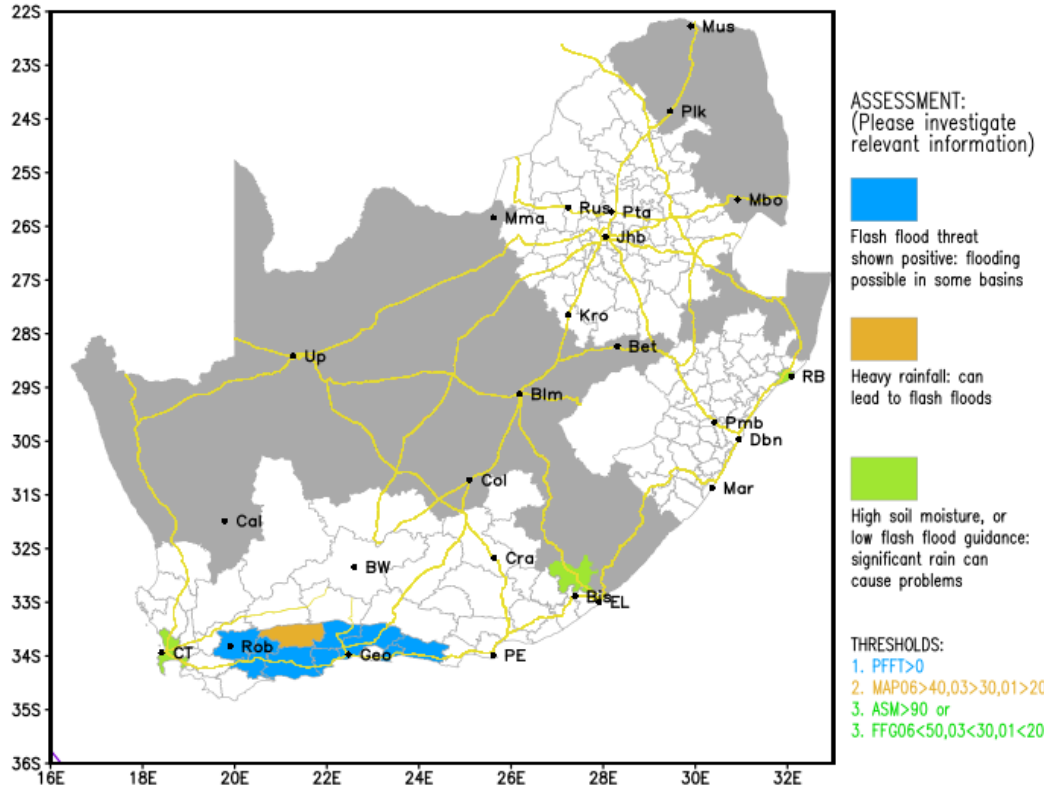 22S
Mus
23S
24S
Plk
25S
Mbo
Rus
Pta
Mma
26S
Jhb
27S
Kro
28S
Bet
Up
RB
29S
Blm
Pmb
30S
Dbn
Col
Mar
31S
Cal
32S
Cra
BW
Bis
33S
EL
Rob
CT
Geo
PE
34S
35S
36S
16E 18E 20E 22E 24E 26E 28E 30E 32E
ASSESSMENT:
(Please investigate
relevant information)
Flash flood threat
shown positive: flooding
possible in some basins
Heavy rainfall: can
lead to flash floods
High soil moisture, or
low flash flood guidance:
significant rain can
cause problems
THRESHOLDS:
1. PFFT>0
2. MAP06>40,03>30,01>20
3. ASM>90 or
3. FFG06<50,03<30,01<20